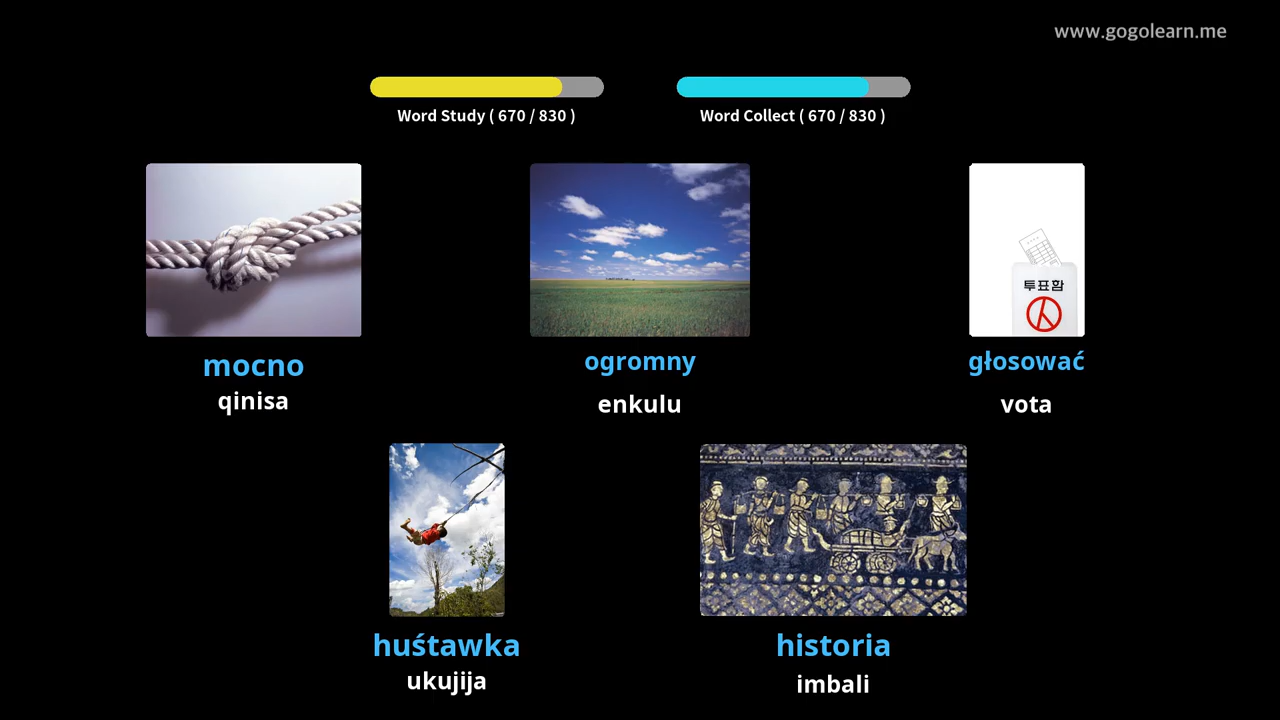 www.gogolearn.me
Word Study ( 670 / 830 )
Word Collect ( 670 / 830 )
투표함
mocno
qinisa
ogromny
enkulu
głosować
vota
huśtawka
ukujija
historia
imbali